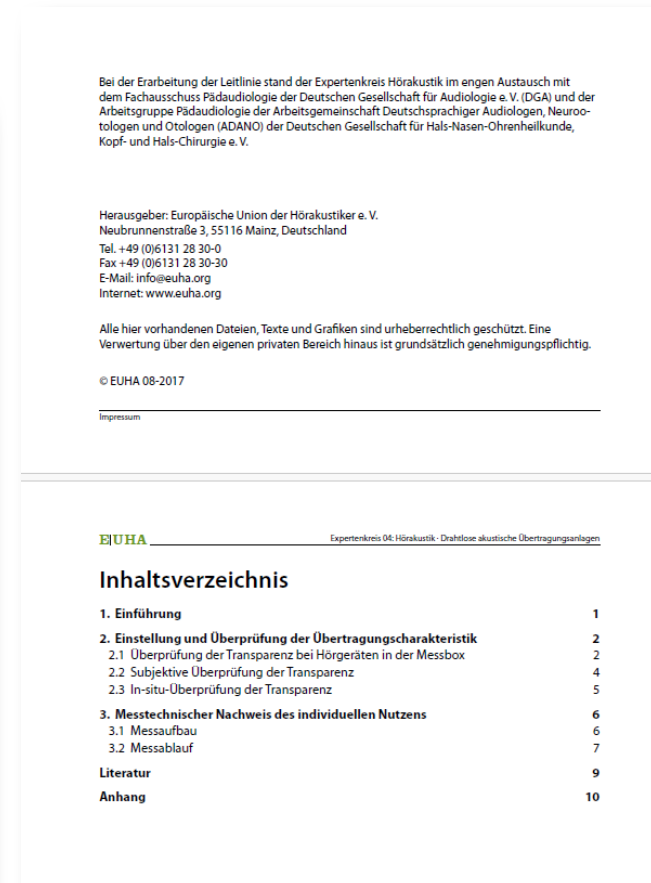 Bei der Erarbeitung der Leitlinie stand der Expertenkreis Hörakustik im engen Austausch mit
dem Fachausschuss Pädaudiologie der Deutschen Gesellschaft für Audiologie e. V. (DGA) und der
Arbeitsgruppe Pädaudiologie der Arbeitsgemeinschaft Deutschsprachiger Audiologen, Neuroo-
tologen und Otologen (ADANO) der Deutschen Gesellschaft für Hals-Nasen-Ohrenheilkunde,
Kopf- und Hals-Chirurgie e. V.
Herausgeber: Europäische Union der Hörakustiker e. V.
Neubrunnenstraße 3, 55116 Mainz, Deutschland
Tel. +49 (0)6131 28 30-0
Fax +49 (0)6131 28 30-30
E-Mail: info@euha.org
Internet: www.euha.org
Alle hier vorhandenen Dateien, Texte und Grafiken sind urheberrechtlich geschützt. Eine
Verwertung über den eigenen privaten Bereich hinaus ist grundsätzlich genehmigungspflichtig.
© EUHA 08-2017
Impressum
E|UHA Expertenkreis 04: Hörakustik · Drahtlose akustische Übertragungsanlagen
Inhaltsverzeichnis
1. Einführung 1
2. Einstellung und Überprüfung der Übertragungscharakteristik 2
2.1 Überprüfung der Transparenz bei Hörgeräten in der Messbox 2
2.2 Subjektive Überprüfung der Transparenz 4
2.3 In-situ-Überprüfung der Transparenz 5
3. Messtechnischer Nachweis des individuellen Nutzens 6
3.1 Messaufbau 6
3.2 Messablauf 7
Literatur 9
Anhang 10